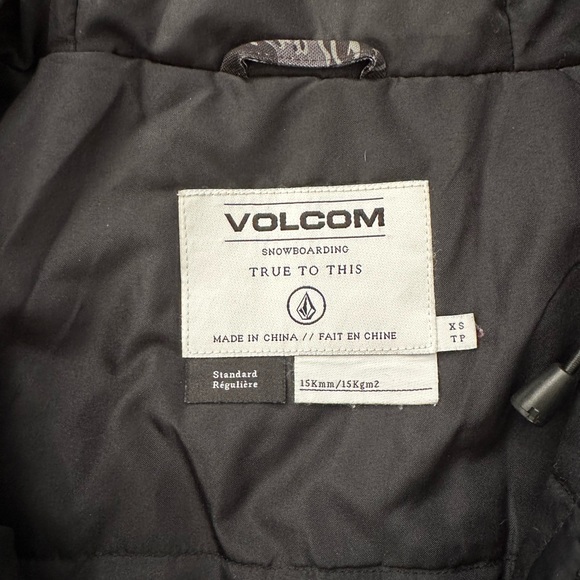 VOLCOM
SNOWBOARDING
TRUE TO THIS
MADE IN CHINA // FAIT EN CHINE
XS
TP
Standard
Régulière
15Kmm/15Kgm2